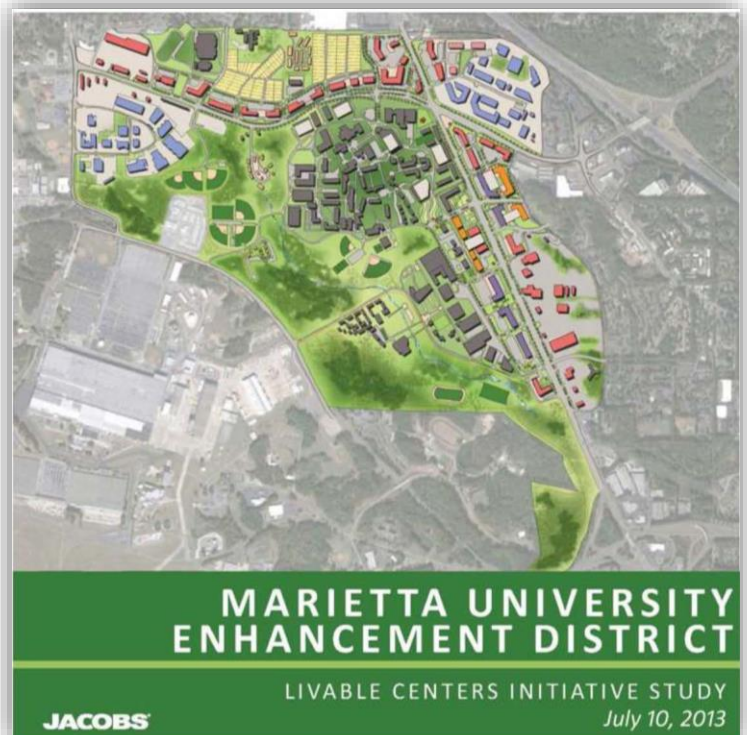 MARIETTA UNIVERSITY
ENHANCEMENT DISTRICT
LIVABLE CENTERS INITIATIVE STUDY
JACOBS
July 10, 2013